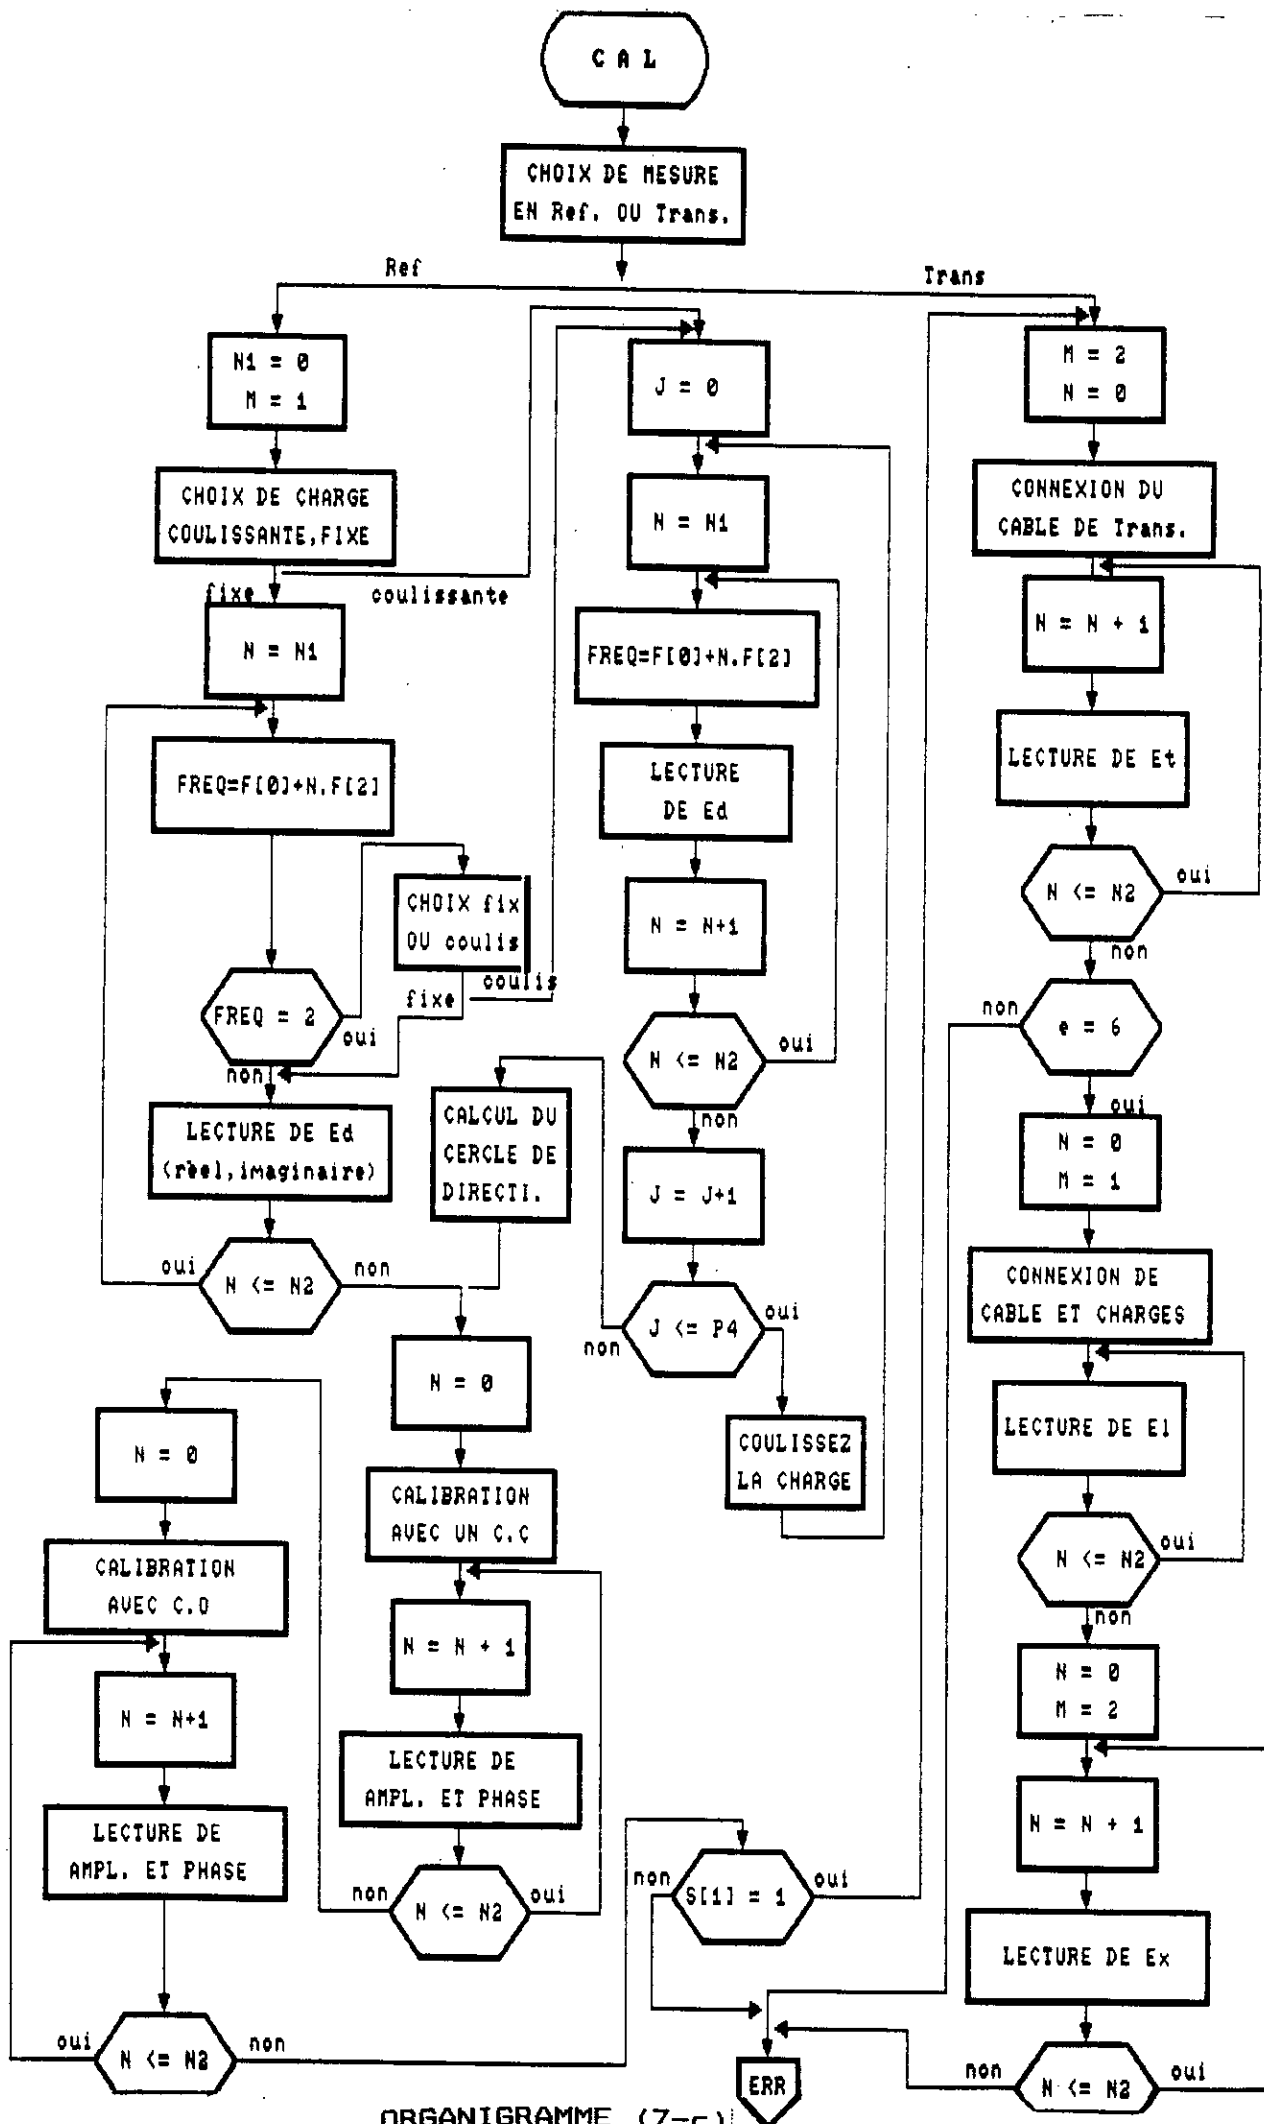 C A L
CHOIX DE MESURE
EN Ref. OU Trans.
Ref
Trans
N1 = 0
M = 1
CHOIX DE CHARGE
COULISSANTE,FIXE
fixe
coulissante
N = N1
FREQ=F[0]+N.F[2]
CHOIX fix
OU coulis
coulis
fixe
FREQ = 2
oui
non
LECTURE DE Ed
(rèel,imaginaire)
oui
N <= N2
non
J = 0
N = N1
FREQ=F[0]+N.F[2]
LECTURE
DE Ed
N = N+1
N <= N2
oui
non
J = J+1
J <= P4
oui
non
COULISSEZ
LA CHARGE
CALCUL DU
CERCLE DE
DIRECTI.
N = 0
CALIBRATION
AVEC UN C.C
N = N + 1
LECTURE DE
AMPL. ET PHASE
non
N <= N2
oui
N = 0
CALIBRATION
AVEC C.O
N = N+1
LECTURE DE
AMPL. ET PHASE
oui
N <= N2
non
non
S[1] = 1
oui
M = 2
N = 0
CONNEXION DU
CABLE DE Trans.
N = N + 1
LECTURE DE Et
N <= N2
oui
non
non
e = 6
oui
N = 0
M = 1
CONNEXION DE
CABLE ET CHARGES
LECTURE DE El
N <= N2
oui
non
N = 0
M = 2
N = N + 1
LECTURE DE Ex
non
N <= N2
oui
ERR
ORGANIGRAMME (7-c)